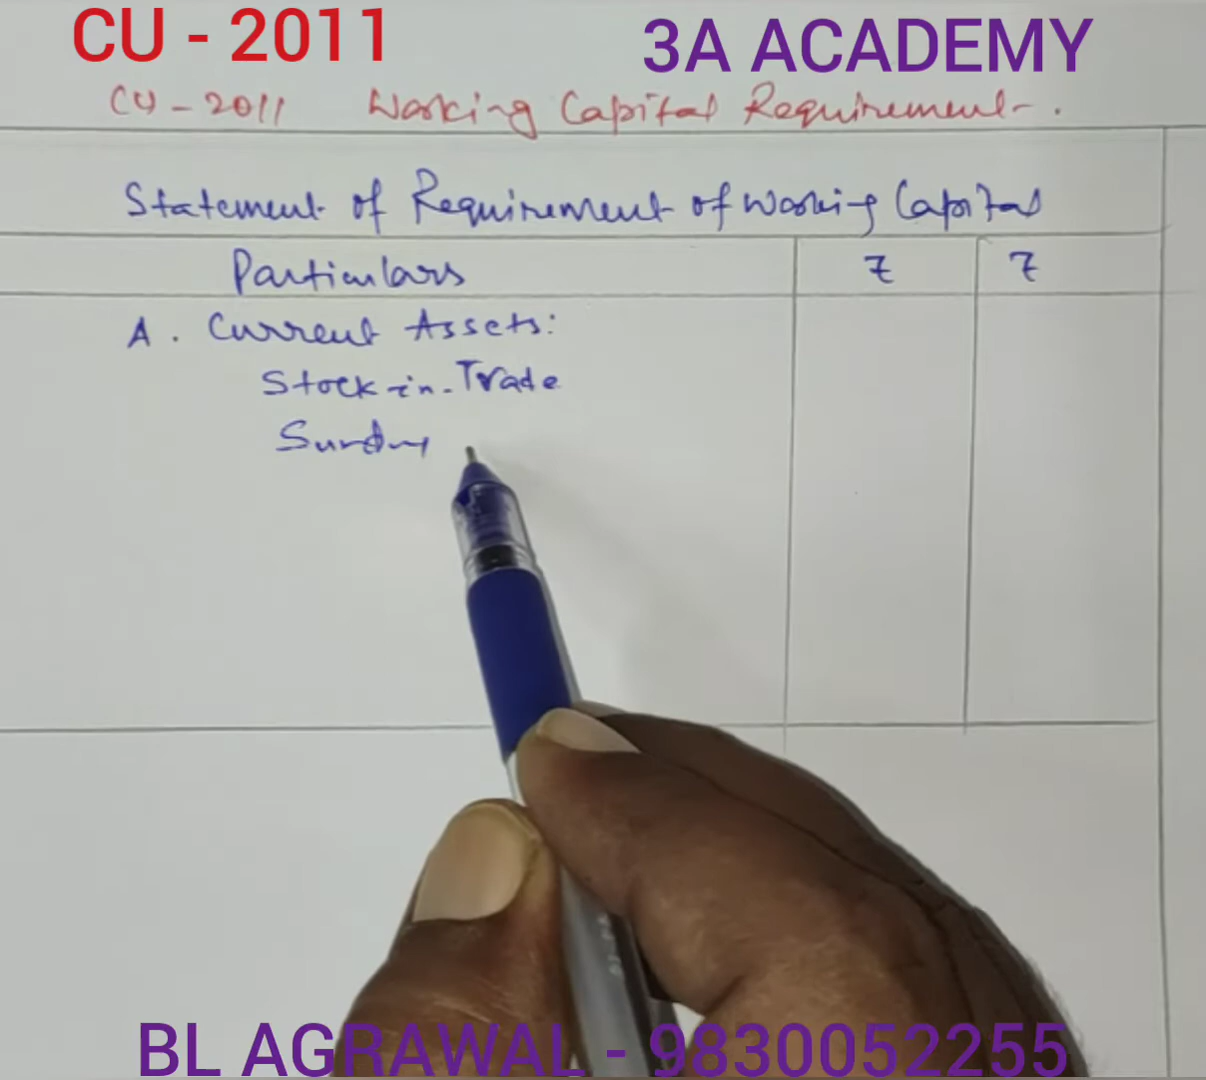 CU - 2011 3A ACADEMY
CU - 2011 Working Capital Requirement.
Statement of Requirement of Working Capital
Particulars ₹ ₹
A. Current Assets:
Stock-in-Trade
Sundry
BL AGRAWAL - 9830052255